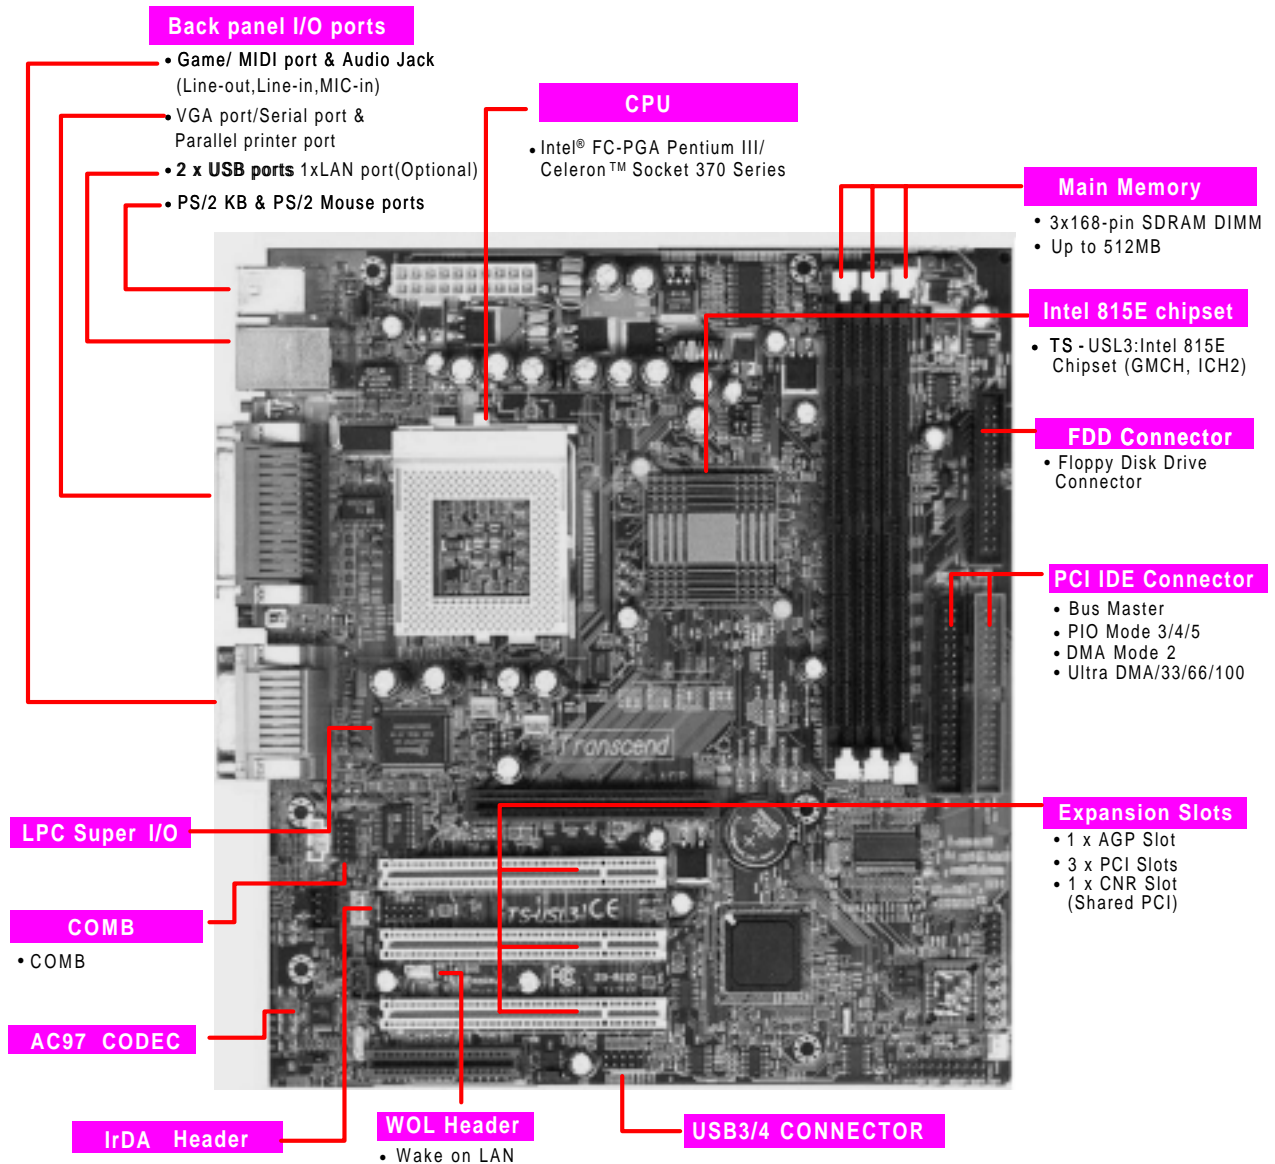 Back panel I/O ports
• Game/ MIDI port & Audio Jack
(Line-out,Line-in,MIC-in)
• VGA port/Serial port &
Parallel printer port
• 2 x USB ports 1xLAN port(Optional)
• PS/2 KB & PS/2 Mouse ports
CPU
• Intel® FC-PGA Pentium III/
Celeron™ Socket 370 Series
Main Memory
• 3x168-pin SDRAM DIMM
• Up to 512MB
Intel 815E chipset
• TS - USL3:Intel 815E
Chipset (GMCH, ICH2)
FDD Connector
• Floppy Disk Drive
Connector
PCI IDE Connector
• Bus Master
• PIO Mode 3/4/5
• DMA Mode 2
• Ultra DMA/33/66/100
Transcend
AGP
Expansion Slots
• 1 x AGP Slot
• 3 x PCI Slots
• 1 x CNR Slot
(Shared PCI)
LPC Super I/O
COMB
• COMB
TS-USL3 CE
FC
AC97 CODEC
IrDA Header
WOL Header
• Wake on LAN
USB3/4 CONNECTOR